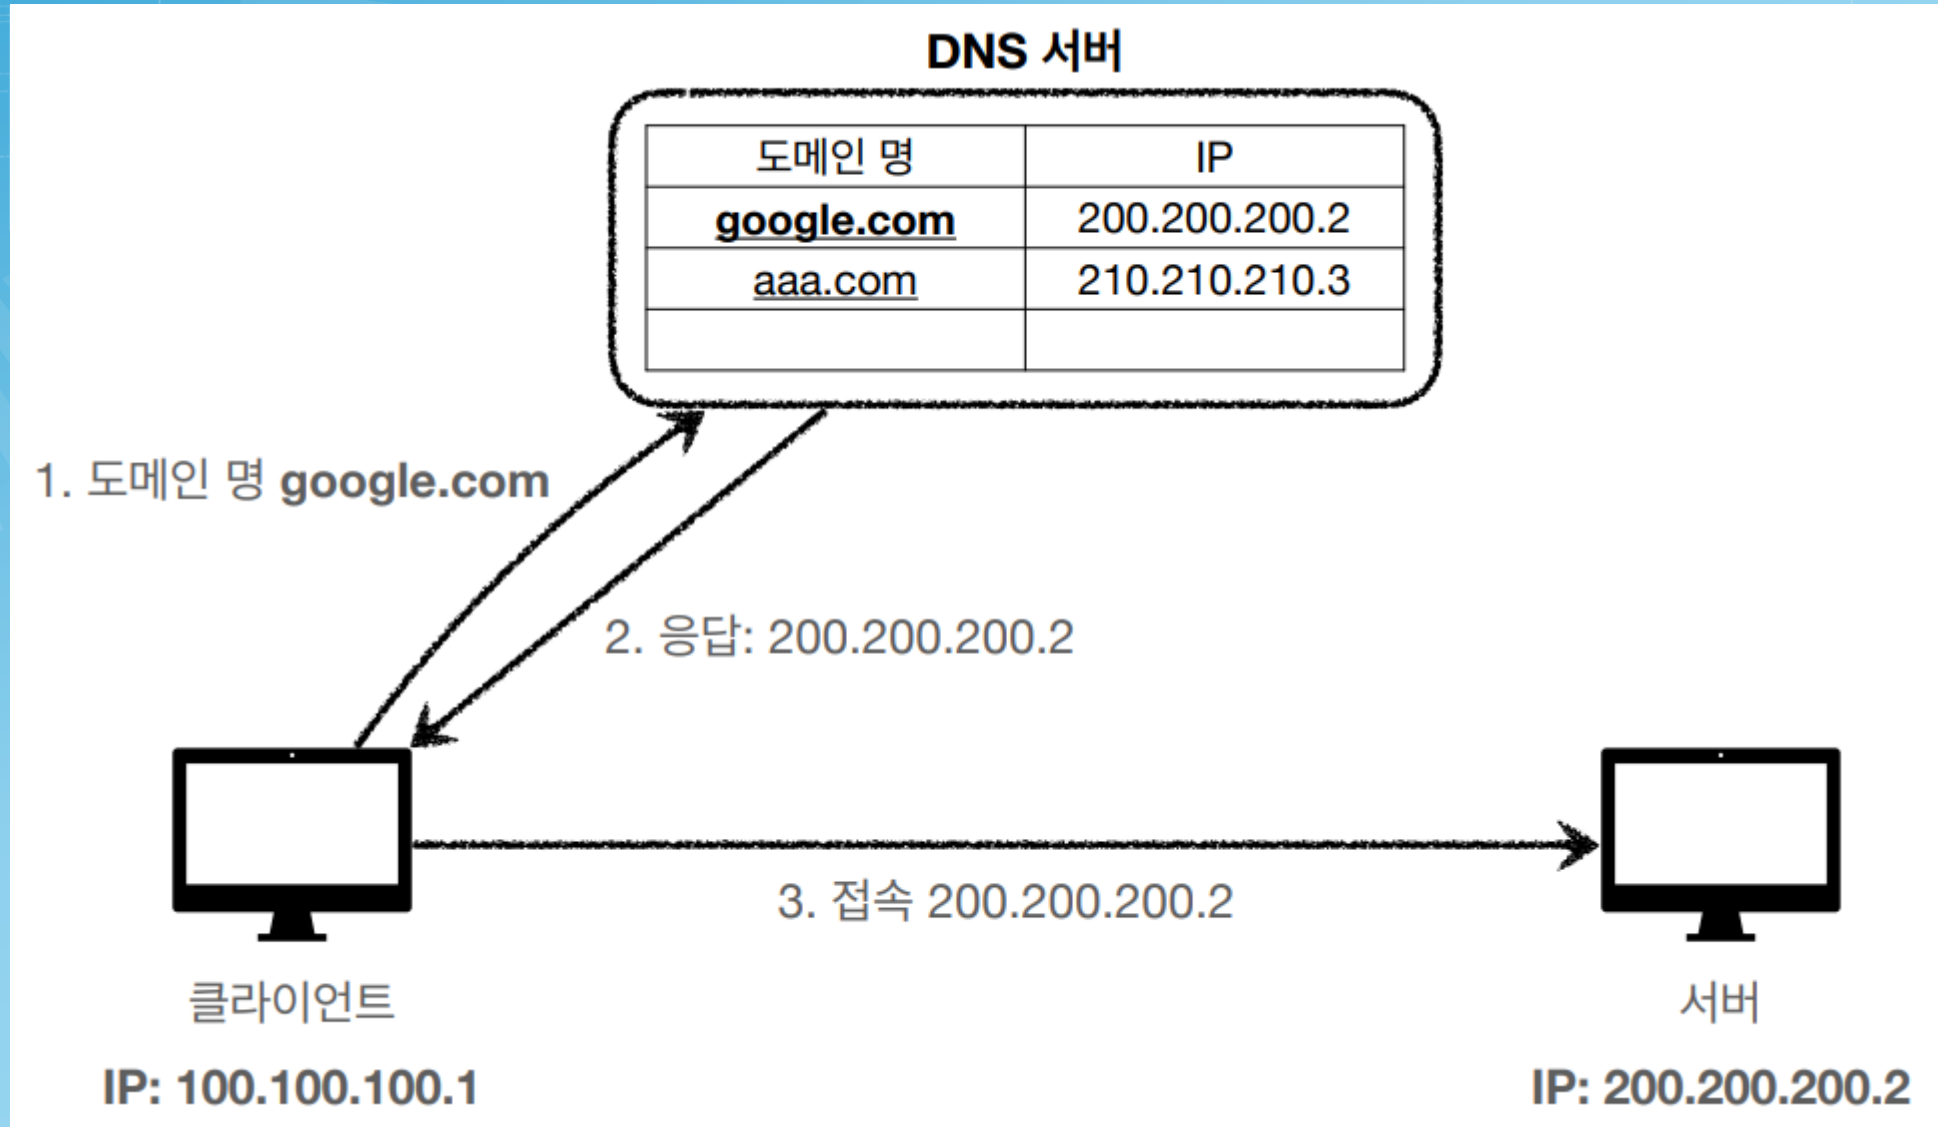 DNS 서버
도메인 명 IP
google.com 200.200.200.2
aaa.com 210.210.210.3
1. 도메인 명 google.com
2. 응답: 200.200.200.2
3. 접속 200.200.200.2
클라이언트
IP: 100.100.100.1
서버
IP: 200.200.200.2